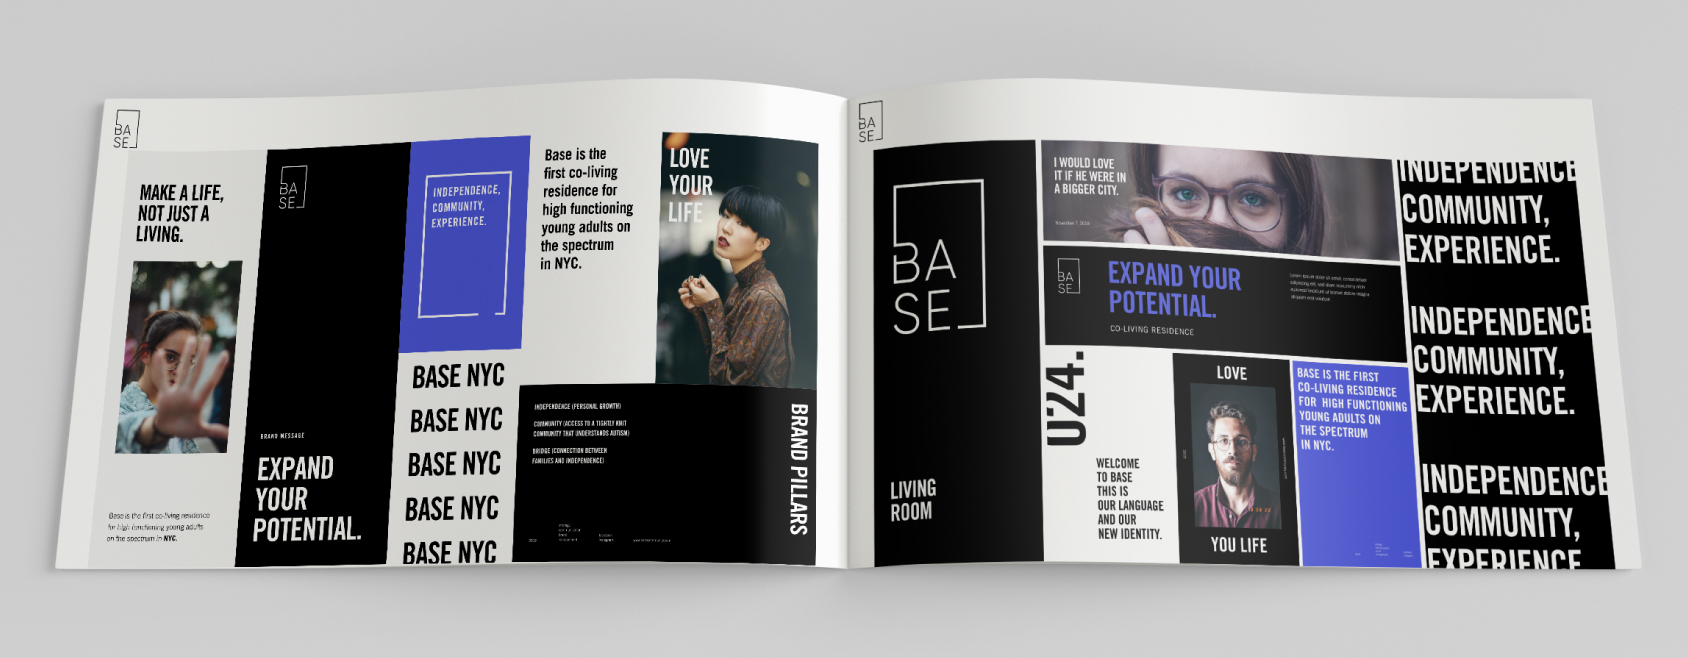 BA
SE
MAKE A LIFE,
NOT JUST A
LIVING.
Base is the first co-living residence
for high functioning young adults
on the spectrum in NYC.
BA
SE
BRAND MESSAGE
EXPAND
YOUR
POTENTIAL.
INDEPENDENCE,
COMMUNITY,
EXPERIENCE.
BASE NYC
BASE NYC
BASE NYC
BASE NYC
BASE NYC
Base is the
first co-living
residence for
high functioning
young adults on
the spectrum
in NYC.
LOVE
YOUR
LIFE
INDEPENDENCE (PERSONAL GROWTH)
COMMUNITY (ACCESS TO A TIGHTLY KNIT
COMMUNITY THAT UNDERSTANDS AUTISM)
BRIDGE (CONNECTION BETWEEN
FAMILIES AND INDEPENDENCE)
BRAND PILLARS
BA
SE
BA
SE
LIVING
ROOM
I WOULD LOVE
IT IF HE WERE IN
A BIGGER CITY.
BA
SE
EXPAND YOUR
POTENTIAL.
CO-LIVING RESIDENCE
U24.
WELCOME
TO BASE
THIS IS
OUR LANGUAGE
AND OUR
NEW IDENTITY.
LOVE
YOU LIFE
BASE IS THE FIRST
CO-LIVING RESIDENCE
FOR HIGH FUNCTIONING
YOUNG ADULTS ON
THE SPECTRUM
IN NYC.
INDEPENDENCE
COMMUNITY,
EXPERIENCE.
INDEPENDENCE
COMMUNITY,
EXPERIENCE.
INDEPENDENCE
COMMUNITY,
EXPERIENCE